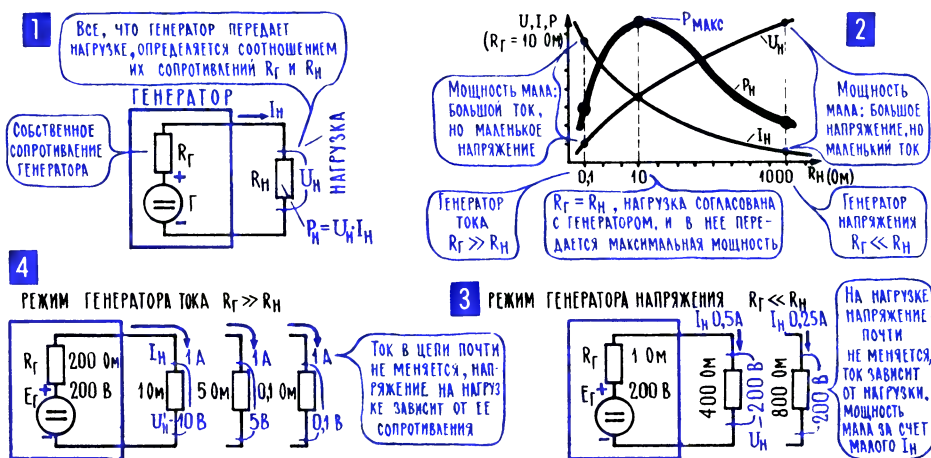 1
Все, что генератор передает
нагрузке, определяется соотношением
их сопротивлений Rг и Rн
Генератор
Iн
Собственное
сопротивление
генератора
Rг
+
Г
-
Rн
Uн
Нагрузка
Pн=Uн·Iн
2
U, I, P
(Rг=10 Ом)
Pмакс
Uн
Pн
Iн
Мощность мала:
большой ток,
но маленькое
напряжение
Мощность
мала: большое
напряжение, но
маленький ток
0,1
10
1000
Rн(Ом)
Генератор
тока
Rг≫Rн
Rг=Rн, нагрузка согласована
с генератором, и в нее пере-
дается максимальная мощность
Генератор
напряжения
Rг≪Rн
4
Режим генератора тока Rг≫Rн
Rг
200 Ом
Eг
+
200 В
-
Iн
1А
10м
Uн-10В
1А
5 Ом
5В
1А
0,1 Ом
0,1В
Ток в цепи почти
не меняется, нап-
ряжение на нагруз
ке зависит от ее
сопротивления
3
Режим генератора напряжения Rг≪Rн
Rг
1 Ом
Eг
+
200В
-
Iн 0,5А
400 Ом
-200 В-
Uн
Iн 0,25А
800 Ом
-200 В
На нагрузке
напряжение
почти
не меняется,
ток зависит
от нагрузки.
Мощность
мала за счет
малого Iн